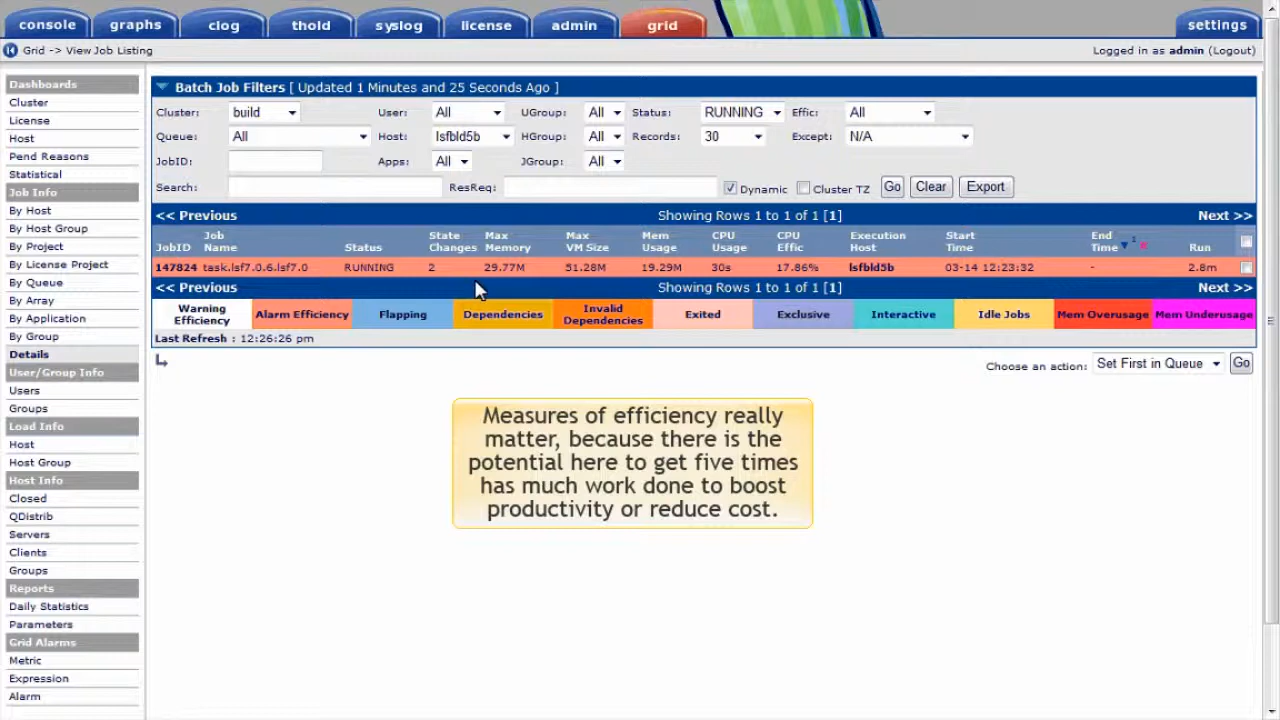 console graphs clog thold syslog license admin grid settings
Grid -> View Job Listing Logged in as admin (Logout)
Dashboards
Cluster
License
Host
Pend Reasons
Statistical
Job Info
By Host
By Host Group
By Project
By License Project
By Queue
By Array
By Application
By Group
Details
User/Group Info
Users
Groups
Load Info
Host
Host Group
Host Info
Closed
QDistrib
Servers
Clients
Groups
Reports
Daily Statistics
Parameters
Grid Alarms
Metric
Expression
Alarm
Batch Job Filters [ Updated 1 Minutes and 25 Seconds Ago ]
Cluster: build User: All UGroup: All Status: RUNNING Effic: All
Queue: All Host: lsfbld5b HGroup: All Records: 30 Except: N/A
JobID: Apps: All JGroup: All
Search: ResReq: Dynamic Cluster TZ Go Clear Export
<< Previous Showing Rows 1 to 1 of 1 [1] Next >>
Job State Max Max Mem CPU CPU Execution Start End
JobID Name Status Changes Memory VM Size Usage Usage Effic Host Time Time 1 Run
147824 task.lsf7.0.6.lsf7.0 RUNNING 2 29.77M 51.28M 19.29M 30s 17.86% lsfbld5b 03-14 12:23:32 - 2.8m
<< Previous Showing Rows 1 to 1 of 1 [1] Next >>
Warning Invalid
Efficiency Alarm Efficiency Flapping Dependencies Dependencies Exited Exclusive Interactive Idle Jobs Mem Overusage Mem Underusage
Last Refresh : 12:26:26 pm
Choose an action: Set First in Queue Go
Measures of efficiency really
matter, because there is the
potential here to get five times
has much work done to boost
productivity or reduce cost.